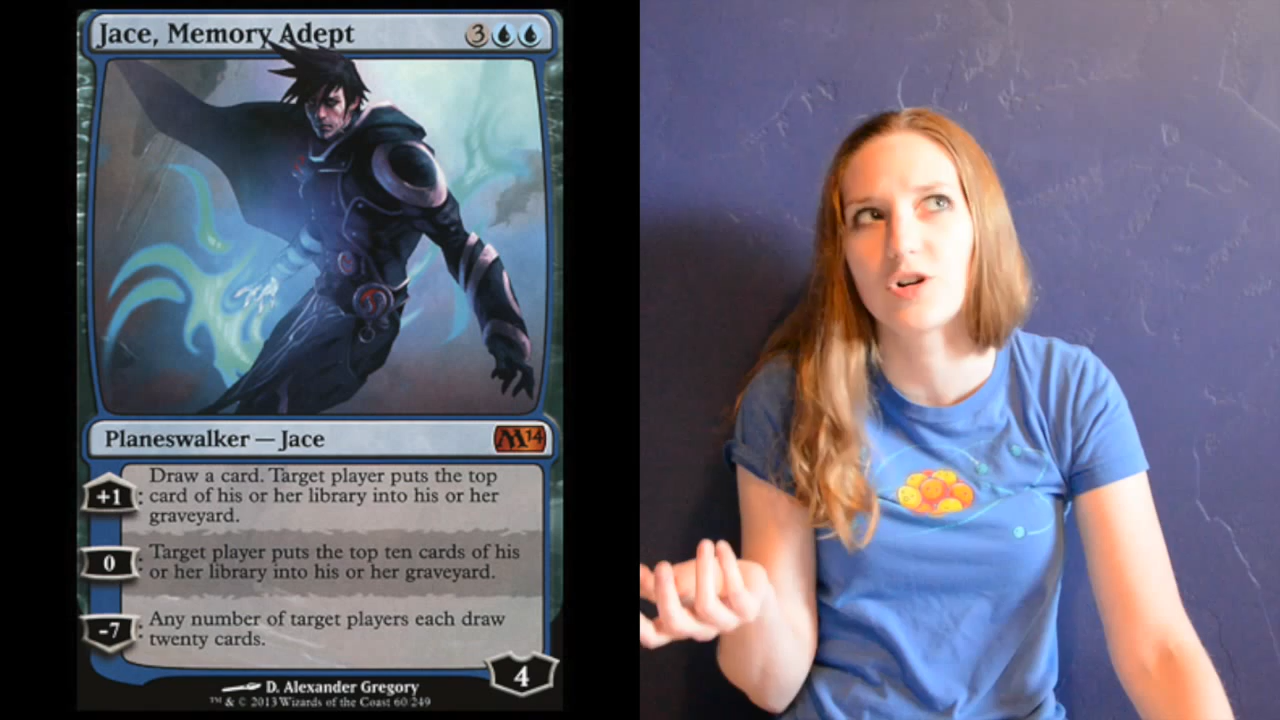 Jace, Memory Adept 3
Planeswalker — Jace M14
+1: Draw a card. Target player puts the top
card of his or her library into his or her
graveyard.
0: Target player puts the top ten cards of his
or her library into his or her graveyard.
-7: Any number of target players each draw
twenty cards.
4
D. Alexander Gregory
™ & © 2013 Wizards of the Coast 60/249